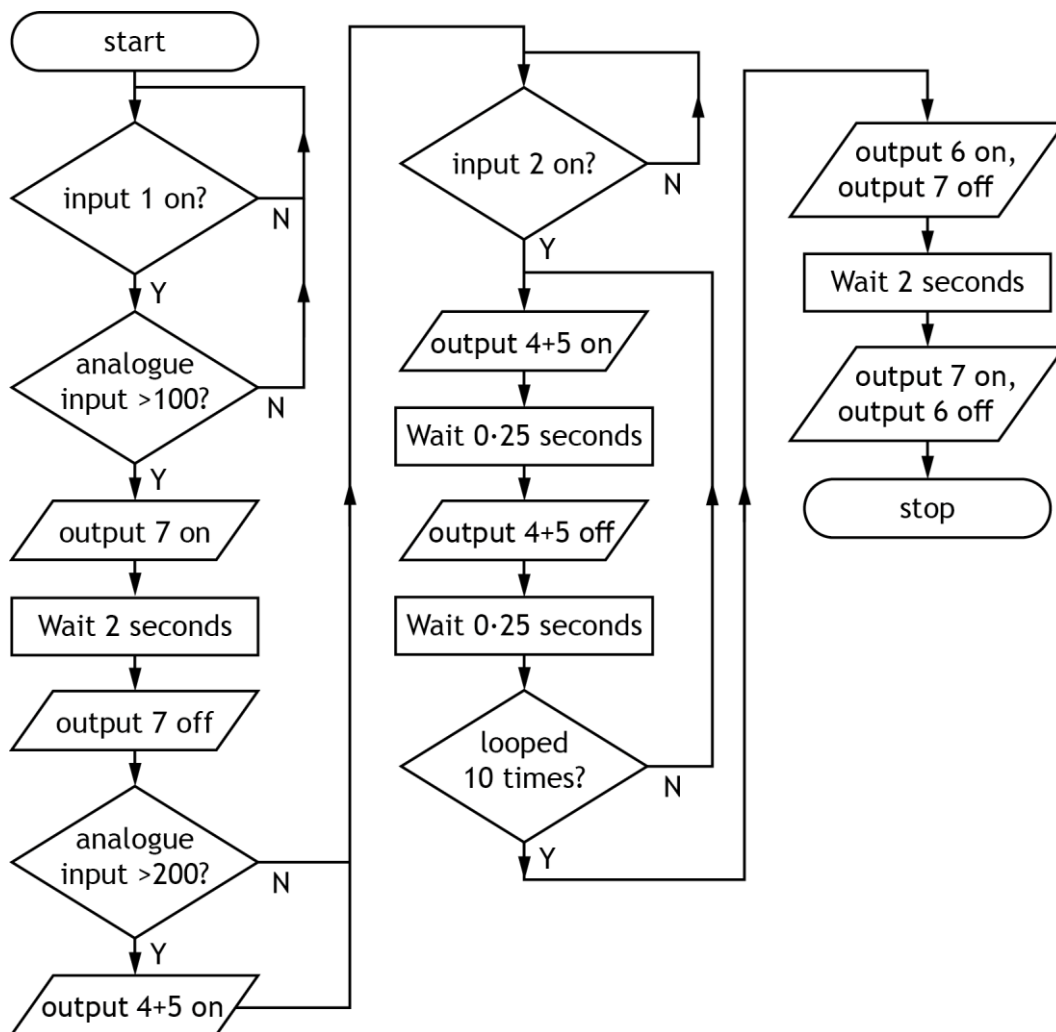 start
input 1 on?
N
Y
analogue
input >100?
N
Y
output 7 on
Wait 2 seconds
output 7 off
analogue
input >200?
N
Y
output 4+5 on
input 2 on?
N
Y
output 4+5 on
Wait 0·25 seconds
output 4+5 off
Wait 0·25 seconds
looped
10 times?
N
Y
output 6 on,
output 7 off
Wait 2 seconds
output 7 on,
output 6 off
stop